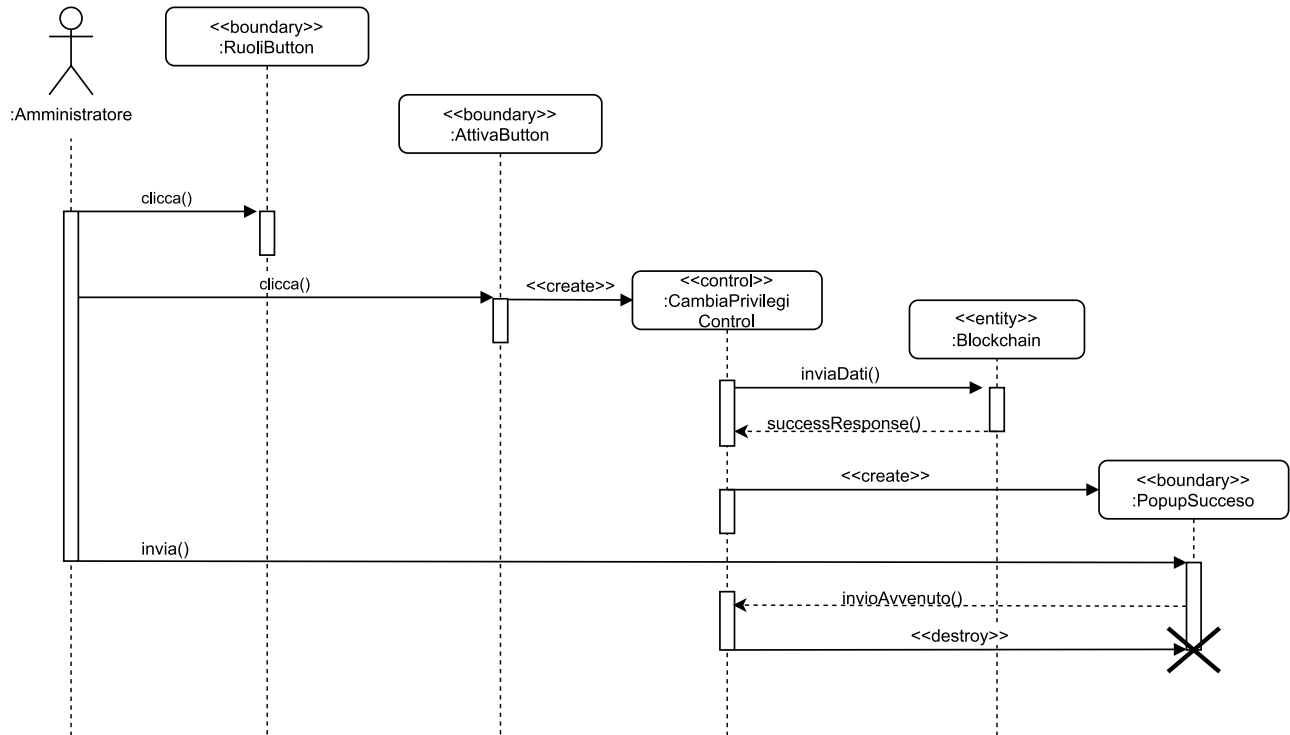 <<boundary>>
:RuoliButton
:Amministratore
<<boundary>>
:AttivaButton
clicca()
clicca()
<<create>>
<<control>>
:CambiaPrivilegi
Control
<<entity>>
:Blockchain
inviaDati()
successResponse()
<<create>>
<<boundary>>
:PopupSucceso
invia()
invioAvvenuto()
<<destroy>>